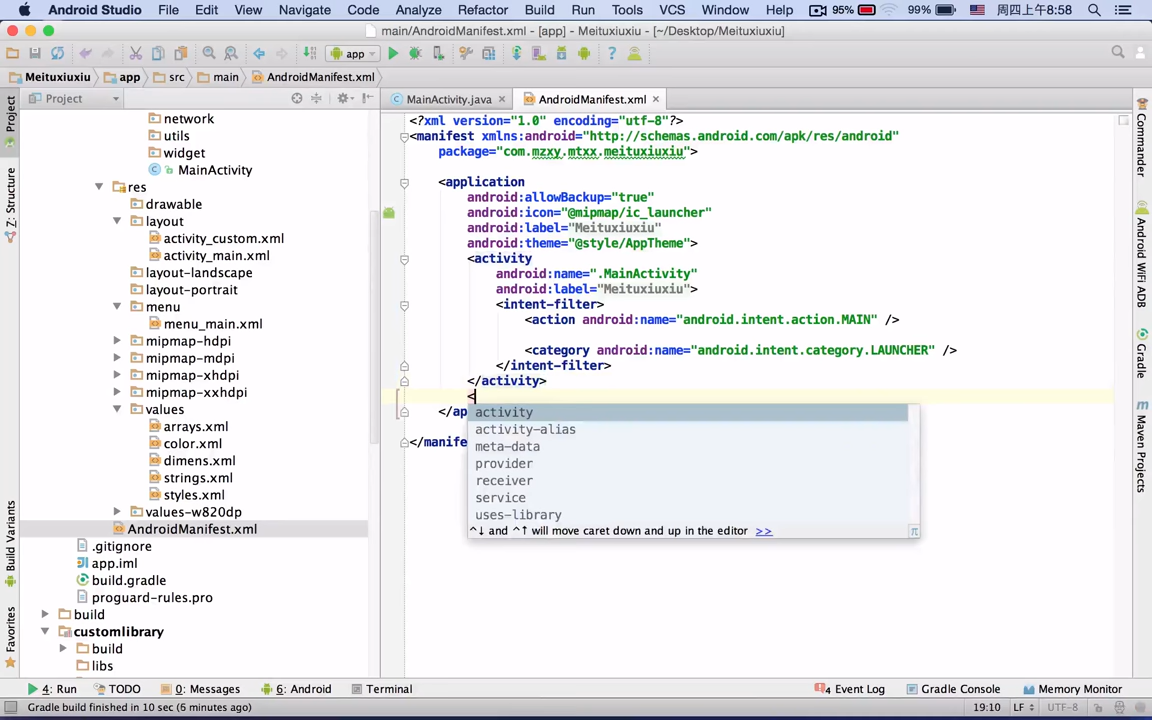 Android Studio File Edit View Navigate Code Analyze Refactor Build Run Tools VCS Window Help 95% 99% 周四上午8:58
main/AndroidManifest.xml - [app] - Meituxiuxiu - [~/Desktop/Meituxiuxiu]
app
Meituxiuxiu app src main AndroidManifest.xml
Project
MainActivity.java
AndroidManifest.xml
Project
Z: Structure
Build Variants
Favorites
network
utils
widget
MainActivity
res
drawable
layout
activity_custom.xml
activity_main.xml
layout-landscape
layout-portrait
menu
menu_main.xml
mipmap-hdpi
mipmap-mdpi
mipmap-xhdpi
mipmap-xxhdpi
values
arrays.xml
color.xml
dimens.xml
strings.xml
styles.xml
values-w820dp
AndroidManifest.xml
.gitignore
app.iml
build.gradle
proguard-rules.pro
build
customlibrary
build
libs
<?xml version="1.0" encoding="utf-8"?>
<manifest xmlns:android="http://schemas.android.com/apk/res/android"
package="com.mzxy.mtxx.meituxiuxiu">
<application
android:allowBackup="true"
android:icon="@mipmap/ic_launcher"
android:label="Meituxiuxiu"
android:theme="@style/AppTheme">
<activity
android:name=".MainActivity"
android:label="Meituxiuxiu">
<intent-filter>
<action android:name="android.intent.action.MAIN" />
<category android:name="android.intent.category.LAUNCHER" />
</intent-filter>
</activity>
<
</ap
</manife
activity
activity-alias
meta-data
provider
receiver
service
uses-library
^↓ and ^↑ will move caret down and up in the editor >>
π
Commander
Android WiFi ADB
Gradle
Maven Projects
4: Run TODO 0: Messages 6: Android Terminal 4 Event Log Gradle Console Memory Monitor
Gradle build finished in 10 sec (6 minutes ago) 19:10 LF UTF-8